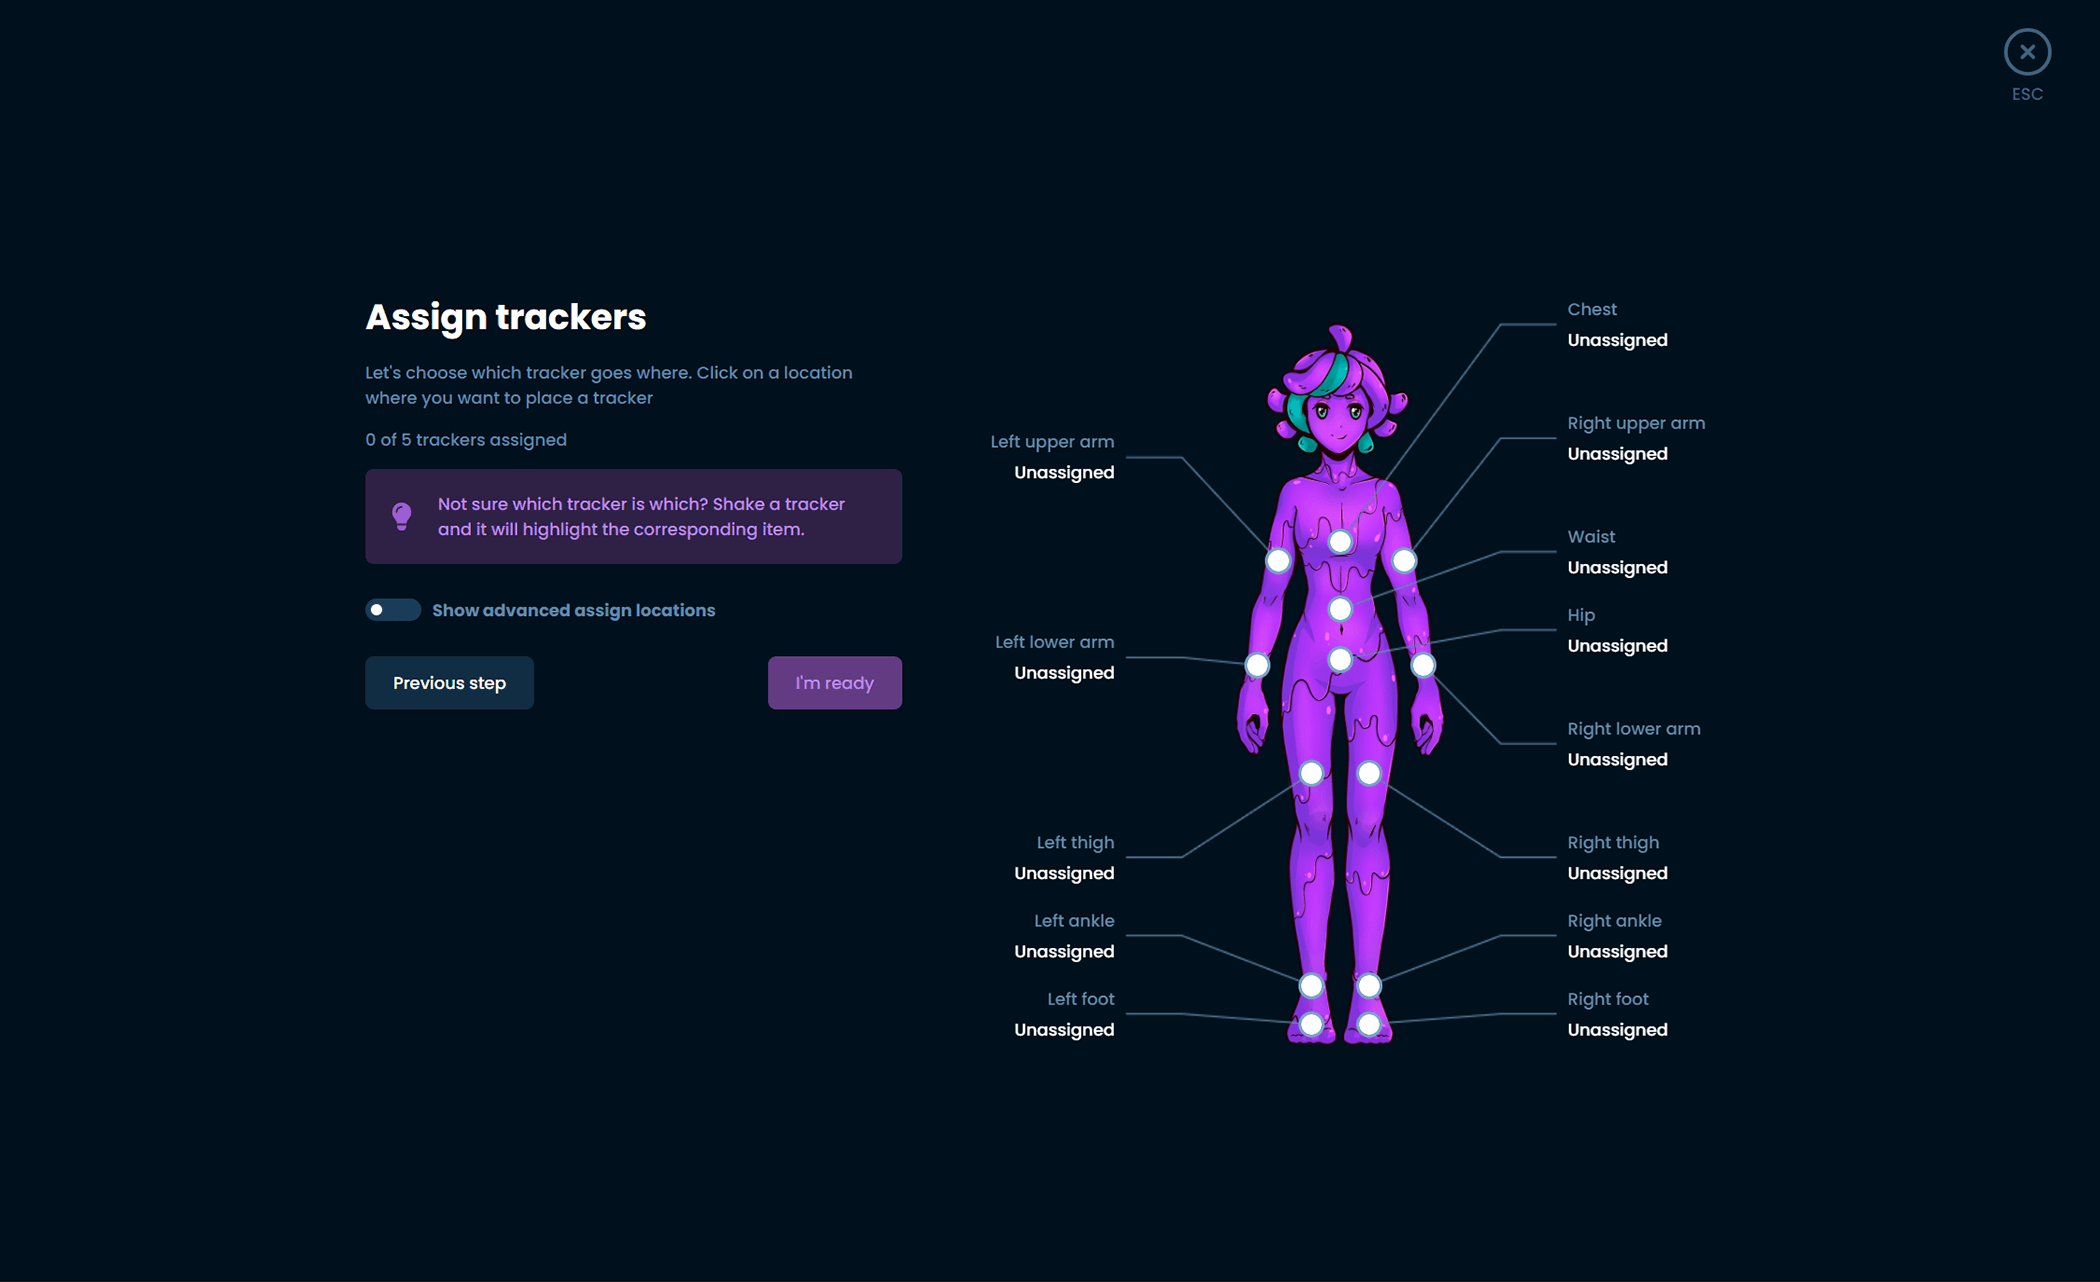 ESC
Assign trackers
Let's choose which tracker goes where. Click on a location
where you want to place a tracker
0 of 5 trackers assigned
Not sure which tracker is which? Shake a tracker
and it will highlight the corresponding item.
Show advanced assign locations
Previous step
I'm ready
Left upper arm
Unassigned
Left lower arm
Unassigned
Left thigh
Unassigned
Left ankle
Unassigned
Left foot
Unassigned
Chest
Unassigned
Right upper arm
Unassigned
Waist
Unassigned
Hip
Unassigned
Right lower arm
Unassigned
Right thigh
Unassigned
Right ankle
Unassigned
Right foot
Unassigned